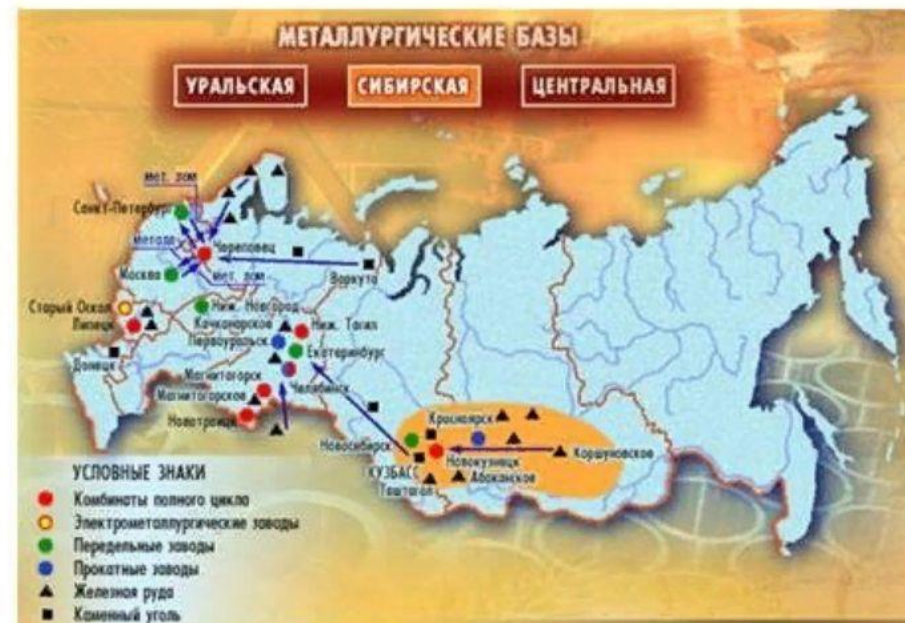 МЕТАЛЛУРГИЧЕСКИЕ БАЗЫ
УРАЛЬСКАЯ
СИБИРСКАЯ
ЦЕНТРАЛЬНАЯ
мет. лом
Санкт-Петербург
металл
Череповец
Москва
мет. лом
Воркута
Старый Оскол
Ниж. Новгород
Липецк
Качканарское
Ниж. Тагил
Первоуральск
Екатеринбург
Донецк
Магнитогорск
Челябинск
Магнитогорское
Новотроицк
Красноярск
Новосибирск
Коршуновское
Новокузнецк
КУЗБАСС
Абаканское
Таштагол
УСЛОВНЫЕ ЗНАКИ
Комбинаты полного цикла
Электрометаллургические заводы
Передельные заводы
Прокатные заводы
Железная руда
Каменный уголь